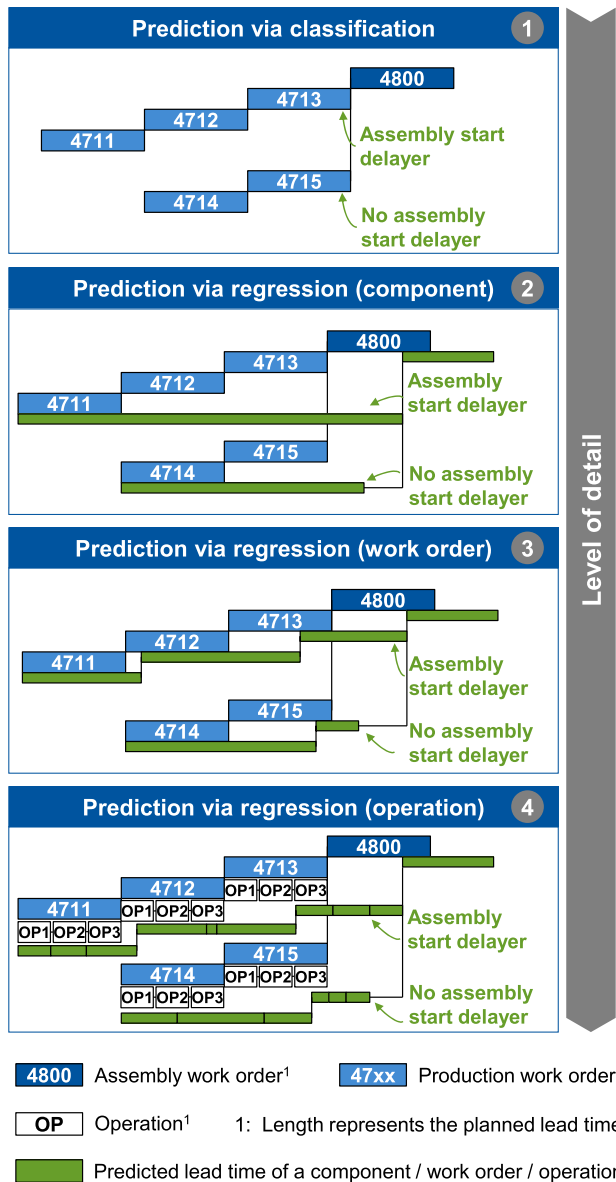 Prediction via classification 1
4800
4713
4712
4711
Assembly start
delayer
4715
4714
No assembly
start delayer
Prediction via regression (component) 2
4800
4713
4712
4711
Assembly
start delayer
4715
4714
No assembly
start delayer
Prediction via regression (work order) 3
4800
4713
4712
4711
Assembly
start delayer
4715
4714
No assembly
start delayer
Prediction via regression (operation) 4
4800
4713
OP1 OP2 OP3
4712
OP1 OP2 OP3
4711
OP1 OP2 OP3
Assembly
start delayer
4715
OP1 OP2 OP3
4714
OP1 OP2 OP3
No assembly
start delayer
Level of detail
4800 Assembly work order¹ 47xx Production work order
OP Operation¹ 1: Length represents the planned lead time
Predicted lead time of a component / work order / operation